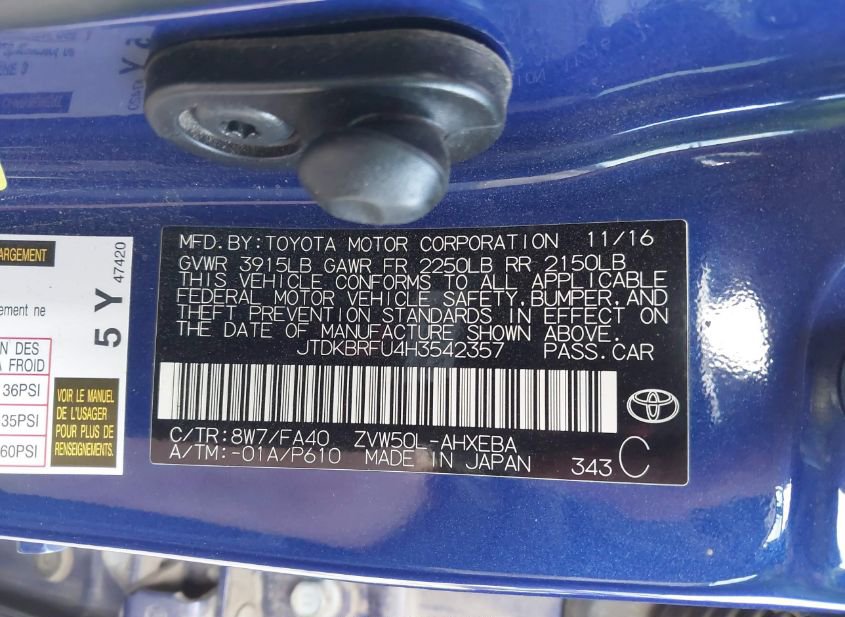 MFD. BY: TOYOTA MOTOR CORPORATION 11/16
GVWR 3915LB GAWR FR 2250LB RR 2150LB
THIS VEHICLE CONFORMS TO ALL APPLICABLE
FEDERAL MOTOR VEHICLE SAFETY, BUMPER, AND
THEFT PREVENTION STANDARDS IN EFFECT ON
THE DATE OF MANUFACTURE SHOWN ABOVE.
JTDKBRFU4H3542357 PASS. CAR
C/TR: 8W7/FA40 ZVW50L-AHXEBA
A/TM: -01A/P610 MADE IN JAPAN 343 C
ARGEMENT
5 Y 47420
ement ne
N DES
A FROID
36PSI
35PSI
60PSI
VOIR LE MANUEL
DE L'USAGER
POUR PLUS DE
RENSEIGNEMENTS.